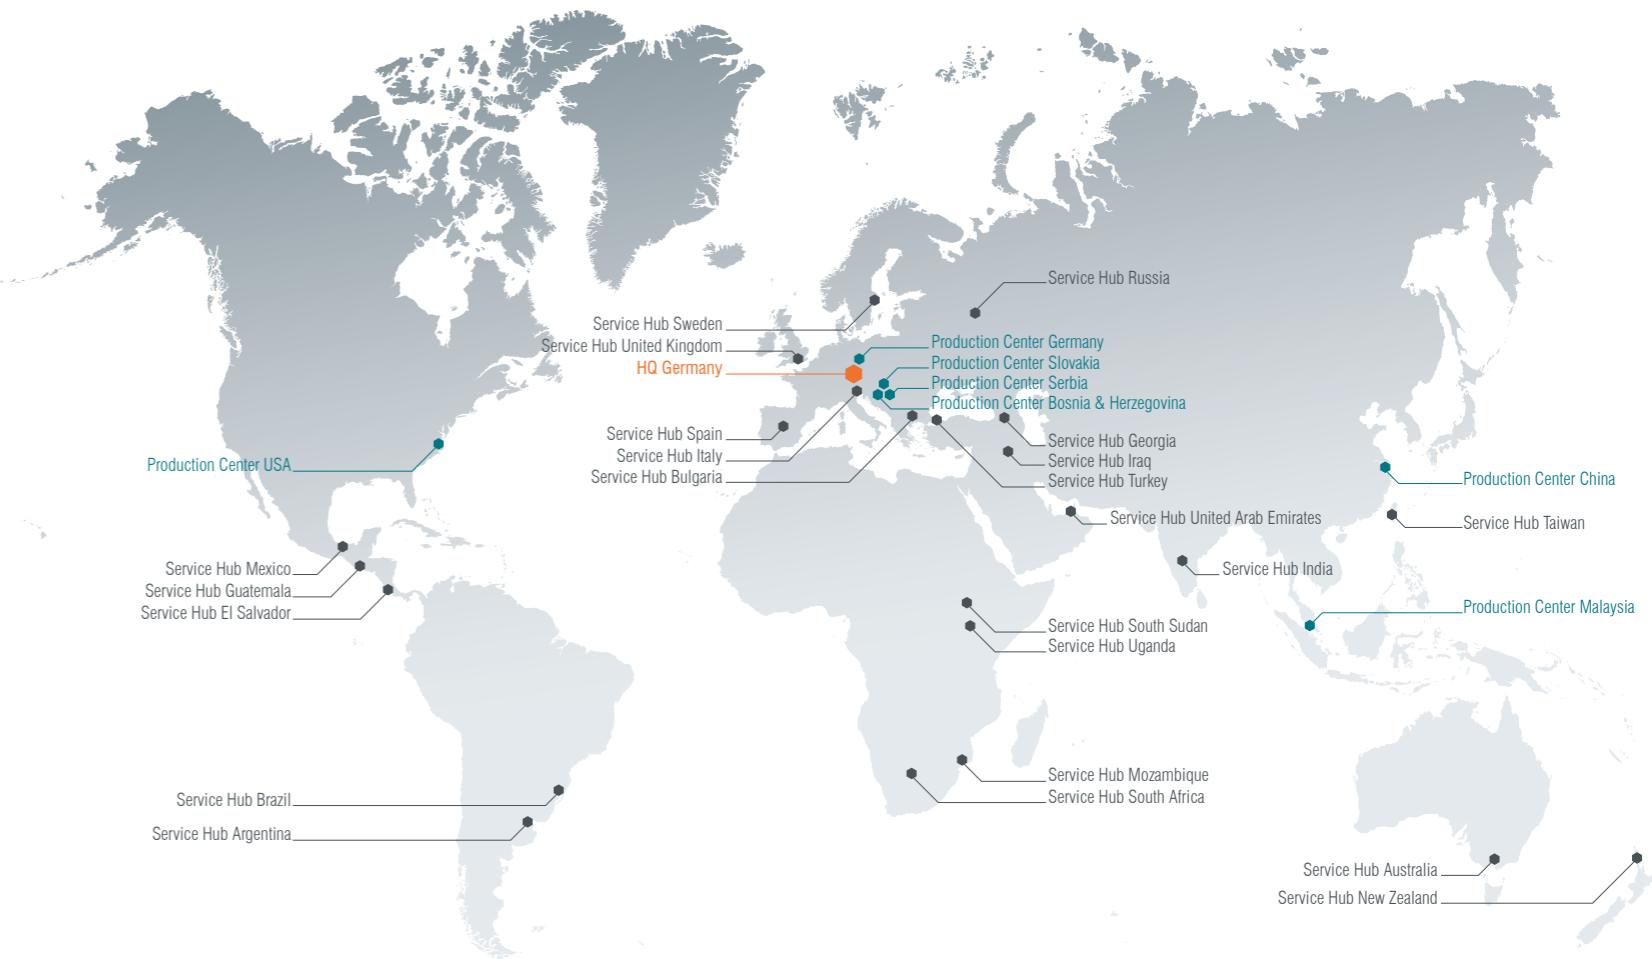 Service Hub Russia
Service Hub Sweden
Service Hub United Kingdom
HQ Germany
Production Center Germany
Production Center Slovakia
Production Center Serbia
Production Center Bosnia & Herzegovina
Service Hub Spain
Service Hub Italy
Service Hub Bulgaria
Service Hub Georgia
Service Hub Iraq
Service Hub Turkey
Production Center USA
Production Center China
Service Hub United Arab Emirates
Service Hub Taiwan
Service Hub Mexico
Service Hub Guatemala
Service Hub El Salvador
Service Hub India
Production Center Malaysia
Service Hub South Sudan
Service Hub Uganda
Service Hub Mozambique
Service Hub South Africa
Service Hub Brazil
Service Hub Argentina
Service Hub Australia
Service Hub New Zealand